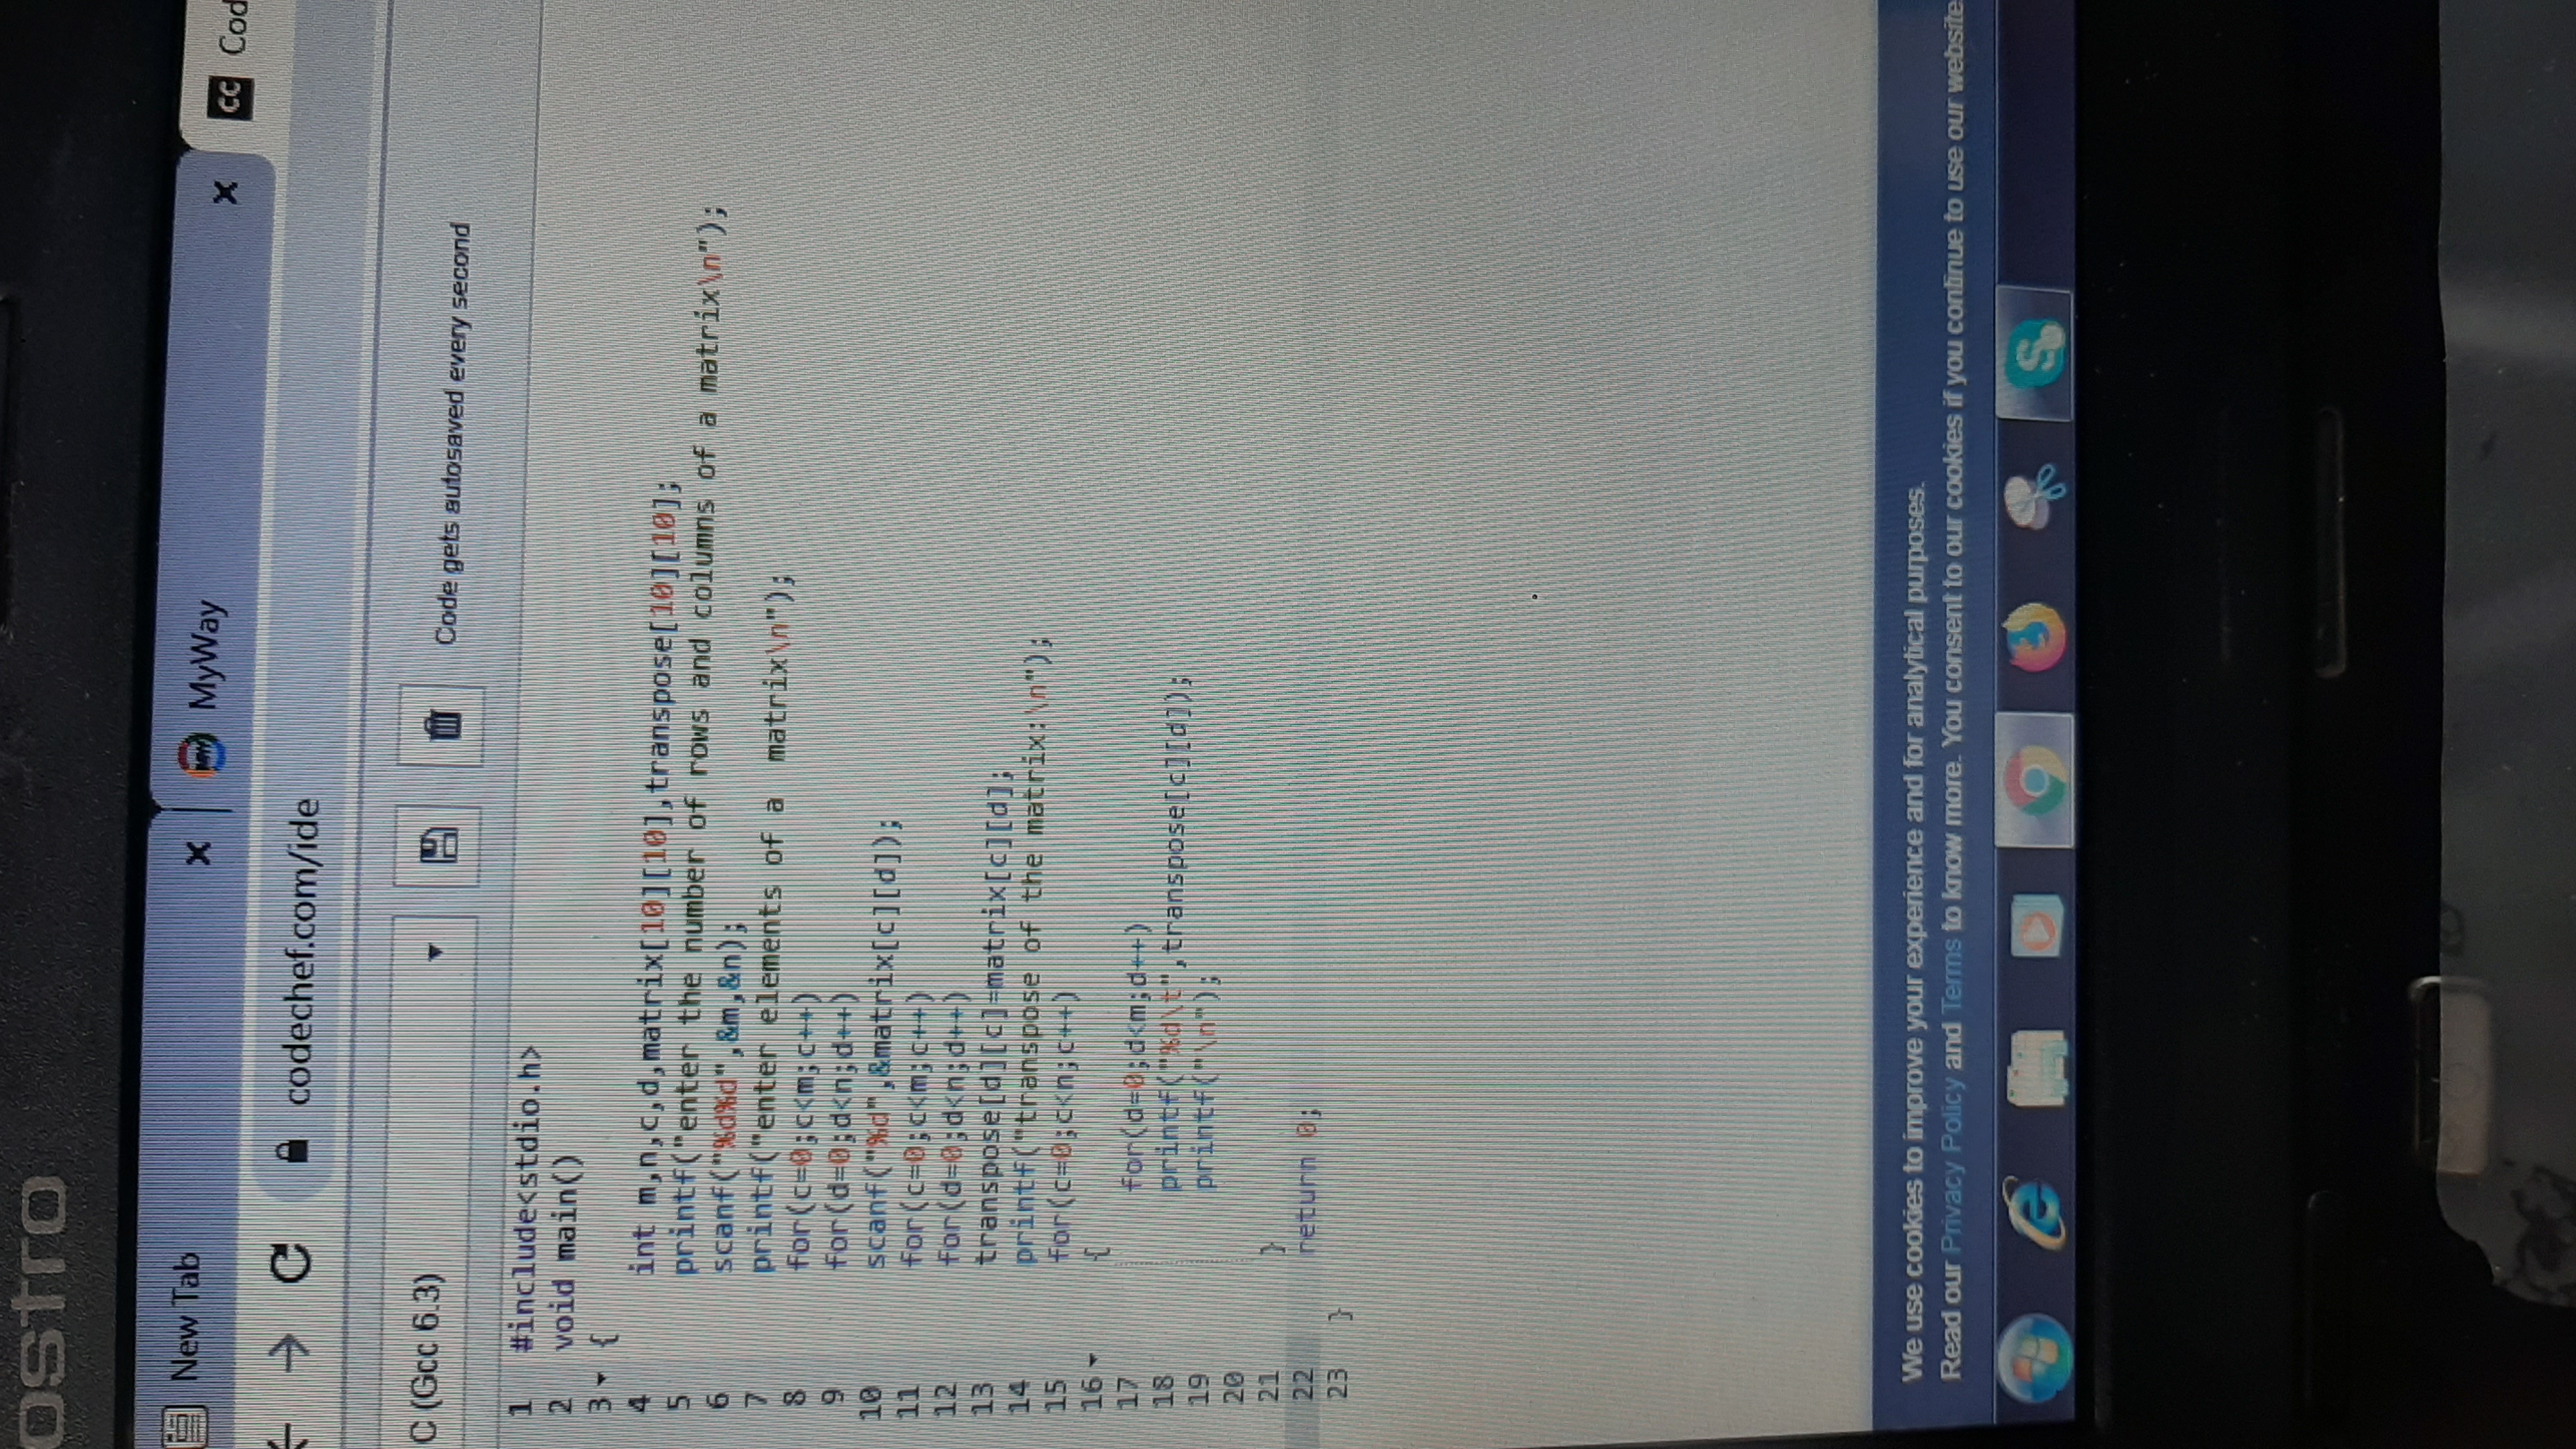 ostro
New Tab
MyWay
CC Cod
codechef.com/ide
C (Gcc 6.3)
Code gets autosaved every second
1 #include<stdio.h>
2 void main()
3 {
4 int m,n,c,d,matrix[10][10],transpose[10][10];
5 printf("enter the number of rows and columns of a matrix\n");
6 scanf("%d%d",&m,&n);
7 printf("enter elements of a  matrix\n");
8 for(c=0;c<m;c++)
9 for(d=0;d<n;d++)
10 scanf("%d",&matrix[c][d]);
11 for(c=0;c<m;c++)
12 for(d=0;d<n;d++)
13 transpose[d][c]=matrix[c][d];
14 printf("transpose of the matrix:\n");
15 for(c=0;c<n;c++)
16 {
17 for(d=0;d<m;d++)
18 printf("%d\t",transpose[c][d]);
19 printf("\n");
20
21 }
22 return 0;
23 }
We use cookies to improve your experience and for analytical purposes.
Read our Privacy Policy and Terms to know more. You consent to our cookies if you continue to use our website